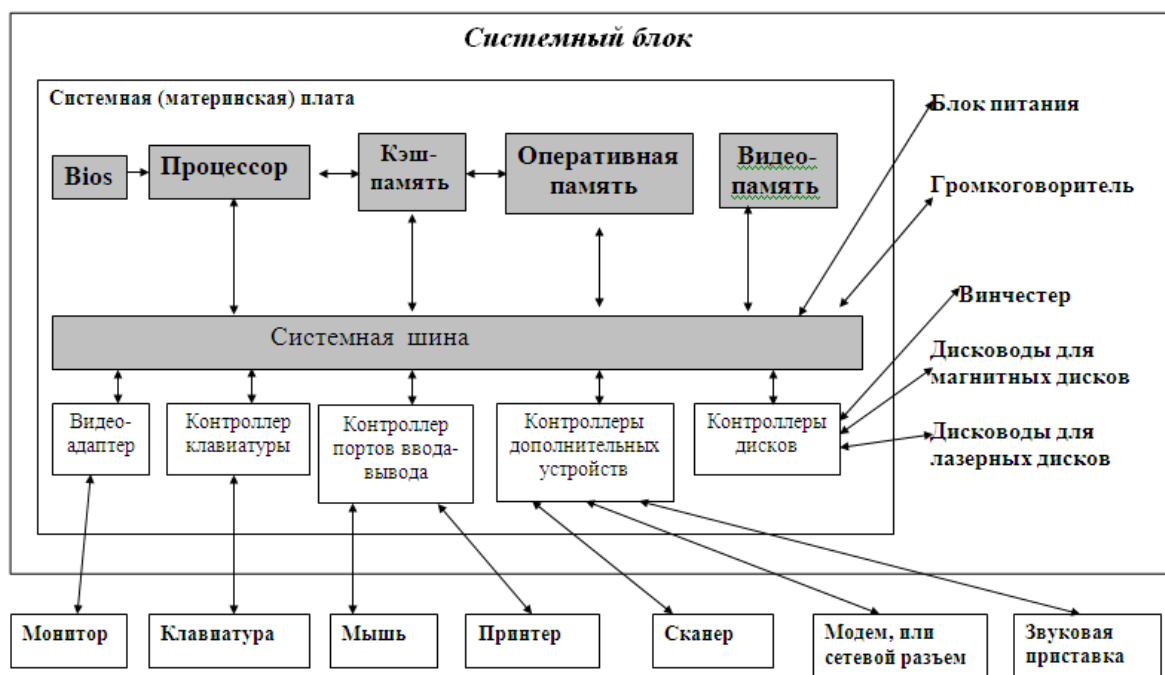 Системный блок
Системная (материнская) плата
Блок питания
Bios
Процессор
Кэш-
память
Оперативная
память
Видео-
память
Громкоговоритель
Винчестер
Системная шина
Дисководы для
магнитных дисков
Видео-
адаптер
Контроллер
клавиатуры
Контроллер
портов ввода-
вывода
Контроллеры
дополнительных
устройств
Контроллеры
дисков
Дисководы для
лазерных дисков
Монитор
Клавиатура
Мышь
Принтер
Сканер
Модем, или
сетевой разъем
Звуковая
приставка